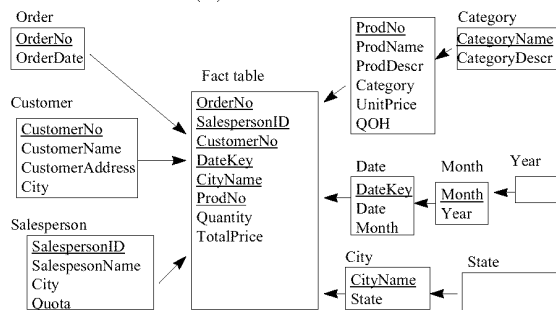 Order
OrderNo
OrderDate
Customer
CustomerNo
CustomerName
CustomerAddress
City
Salesperson
SalespersonID
SalespesonName
City
Quota
Fact table
OrderNo
SalespersonID
CustomerNo
DateKey
CityName
ProdNo
Quantity
TotalPrice
ProdNo
ProdName
ProdDescr
Category
UnitPrice
QOH
Category
CategoryName
CategoryDescr
Date
DateKey
Date
Month
Month
Month
Year
Year
City
CityName
State
State